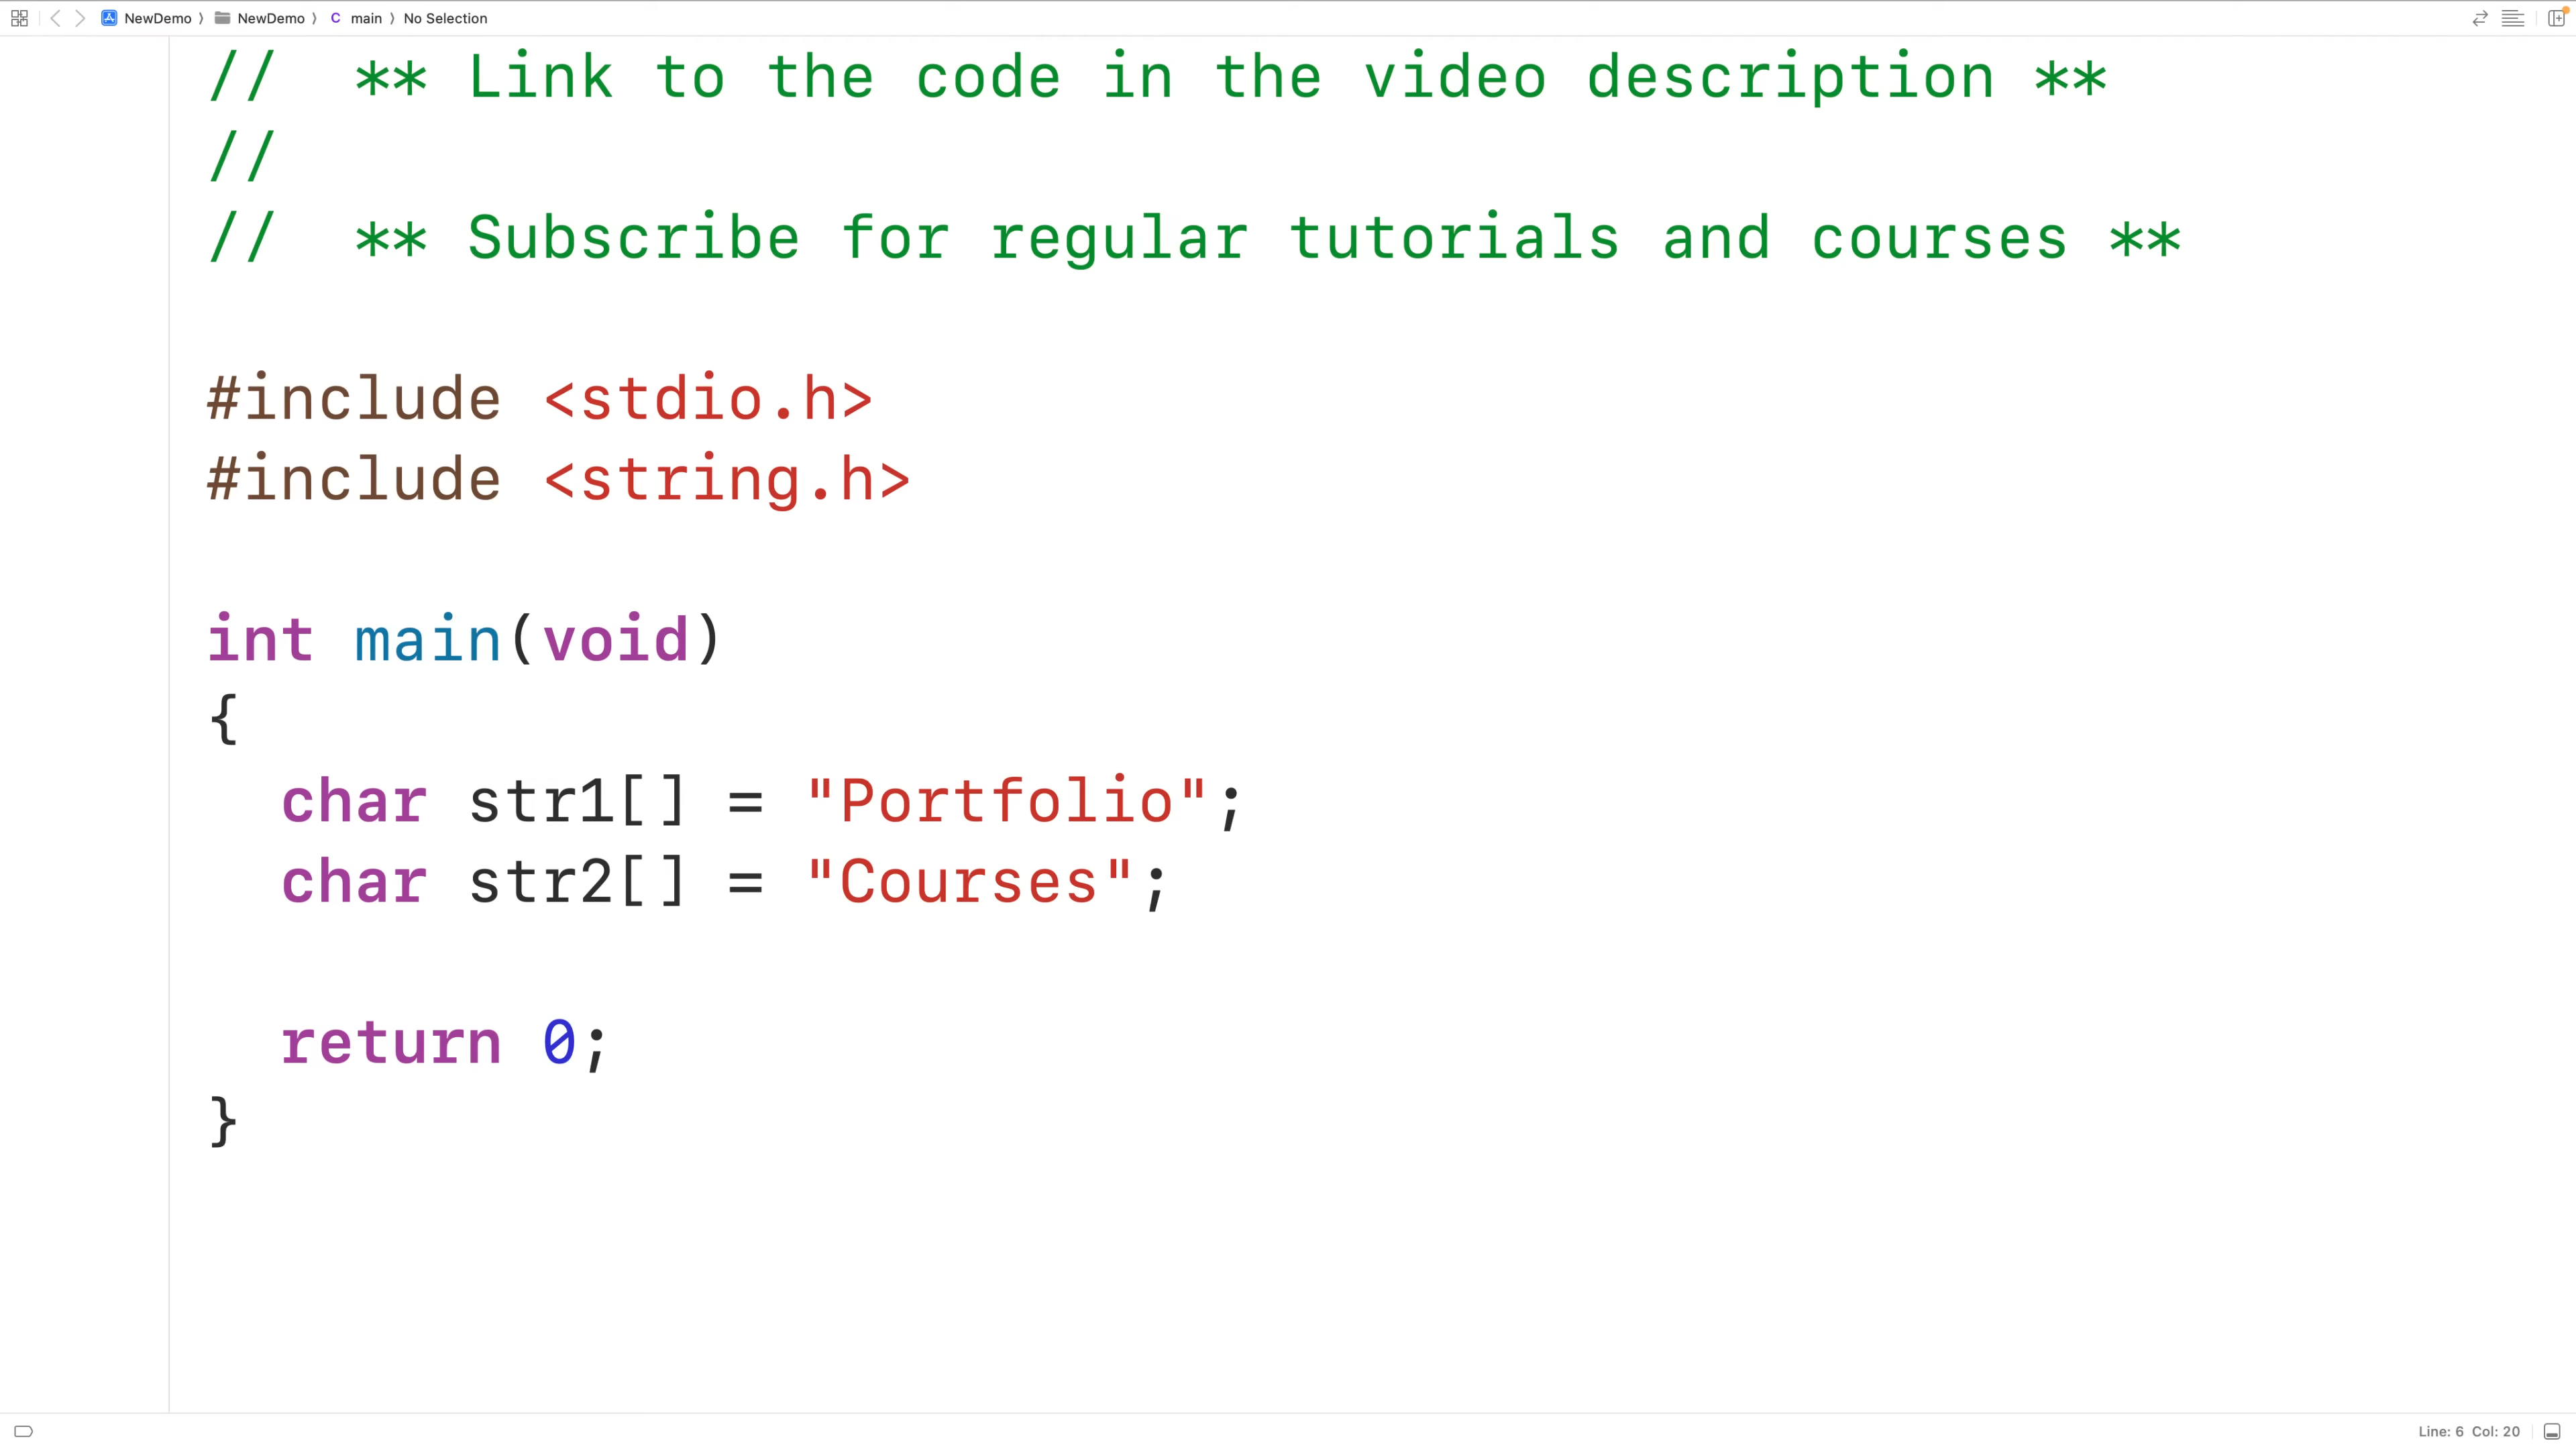 NewDemo 〉 NewDemo 〉 C main 〉 No Selection
// ** Link to the code in the video description **
//
// ** Subscribe for regular tutorials and courses **
#include <stdio.h>
#include <string.h>
int main(void)
{
char str1[] = "Portfolio";
char str2[] = "Courses";
return 0;
}
Line: 6 Col: 20